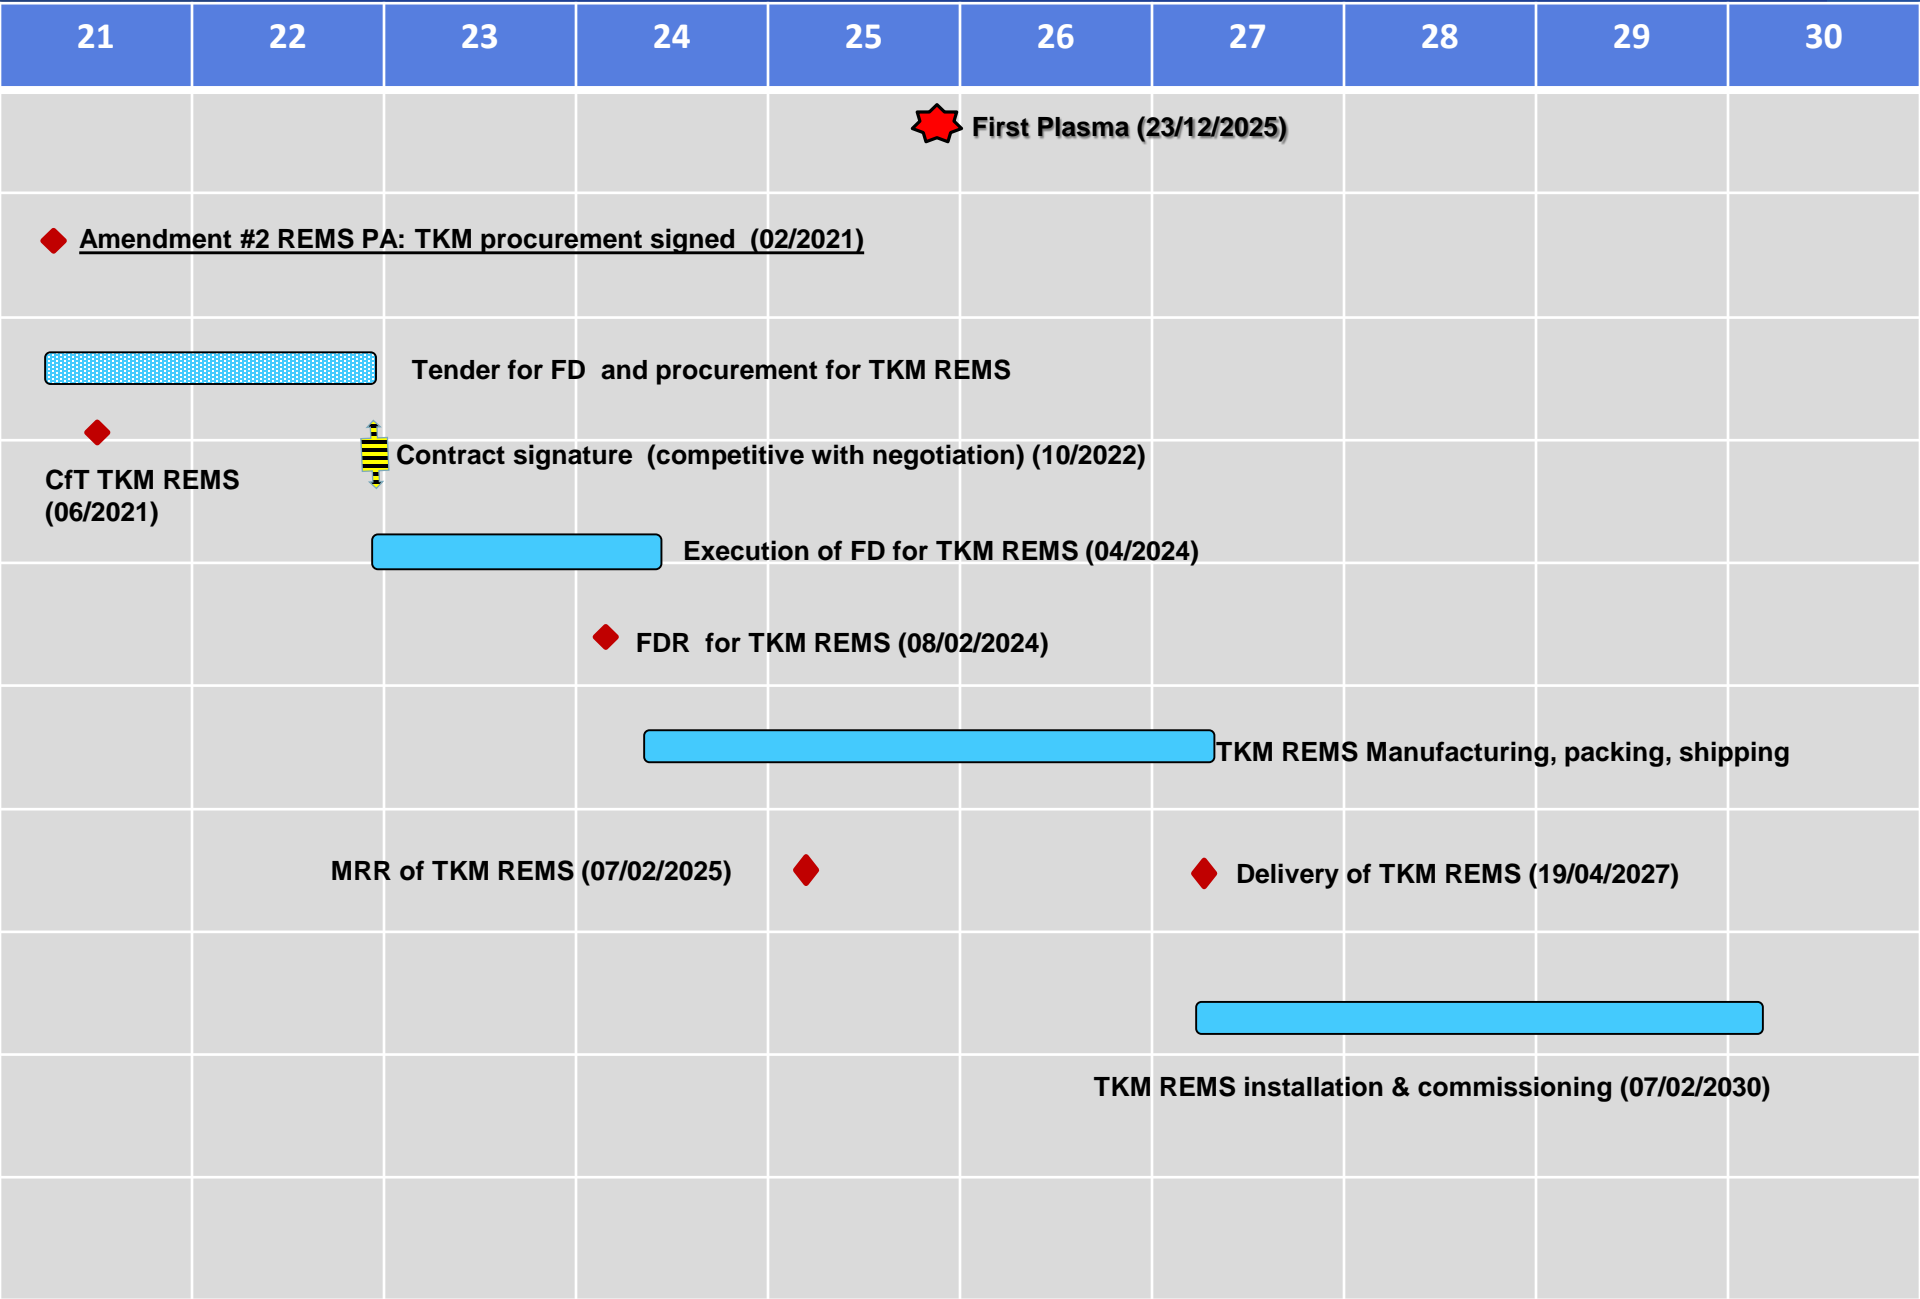 21 22 23 24 25 26 27 28 29 30
First Plasma (23/12/2025)
Amendment #2 REMS PA: TKM procurement signed (02/2021)
Tender for FD and procurement for TKM REMS
Contract signature (competitive with negotiation) (10/2022)
CfT TKM REMS
(06/2021)
Execution of FD for TKM REMS (04/2024)
FDR for TKM REMS (08/02/2024)
TKM REMS Manufacturing, packing, shipping
MRR of TKM REMS (07/02/2025)
Delivery of TKM REMS (19/04/2027)
TKM REMS installation & commissioning (07/02/2030)